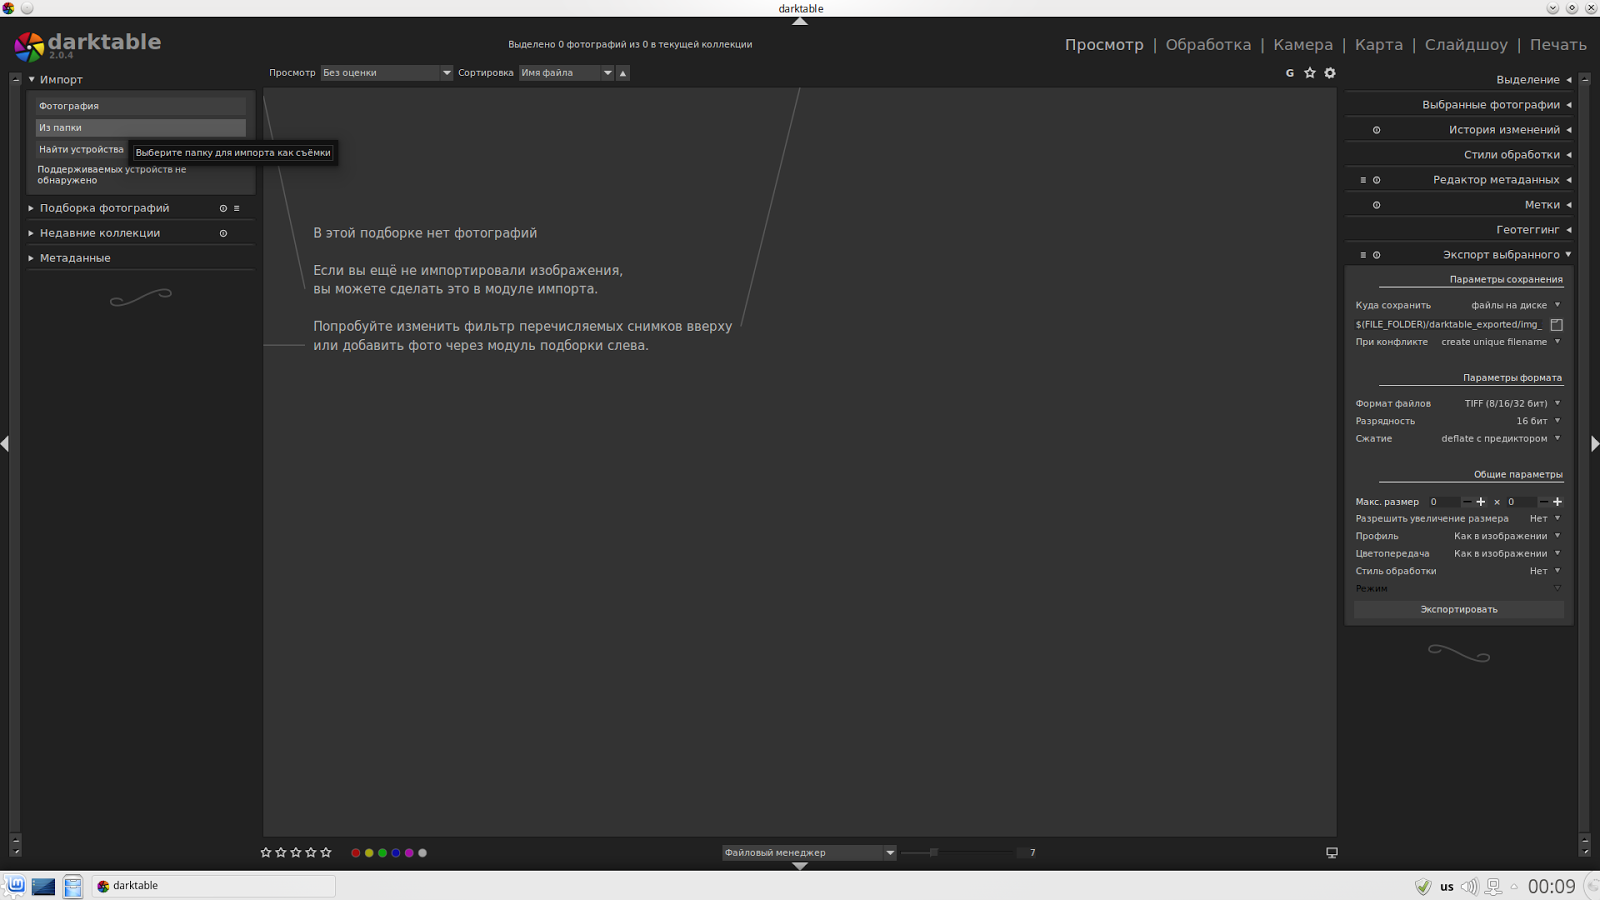 darktable
darktable
2.0.4
Выделено 0 фотографий из 0 в текущей коллекции
Просмотр | Обработка | Камера | Карта | Слайдшоу | Печать
Просмотр Без оценки Сортировка Имя файла
G
Импорт
Фотография
Из папки
Найти устройства
Выберите папку для импорта как съёмки
Поддерживаемых устройств не
обнаружено
Подборка фотографий
Недавние коллекции
Метаданные
В этой подборке нет фотографий
Если вы ещё не импортировали изображения,
вы можете сделать это в модуле импорта.
Попробуйте изменить фильтр перечисляемых снимков вверху
или добавить фото через модуль подборки слева.
Выделение
Выбранные фотографии
История изменений
Стили обработки
Редактор метаданных
Метки
Геотеггинг
Экспорт выбранного
Параметры сохранения
Куда сохранить файлы на диске
$(FILE_FOLDER)/darktable_exported/img_
При конфликте create unique filename
Параметры формата
Формат файлов TIFF (8/16/32 бит)
Разрядность 16 бит
Сжатие deflate с предиктором
Общие параметры
Макс. размер 0 − + × 0 − +
Разрешить увеличение размера Нет
Профиль Как в изображении
Цветопередача Как в изображении
Стиль обработки Нет
Режим
Экспортировать
Файловый менеджер 7
darktable
us
00:09